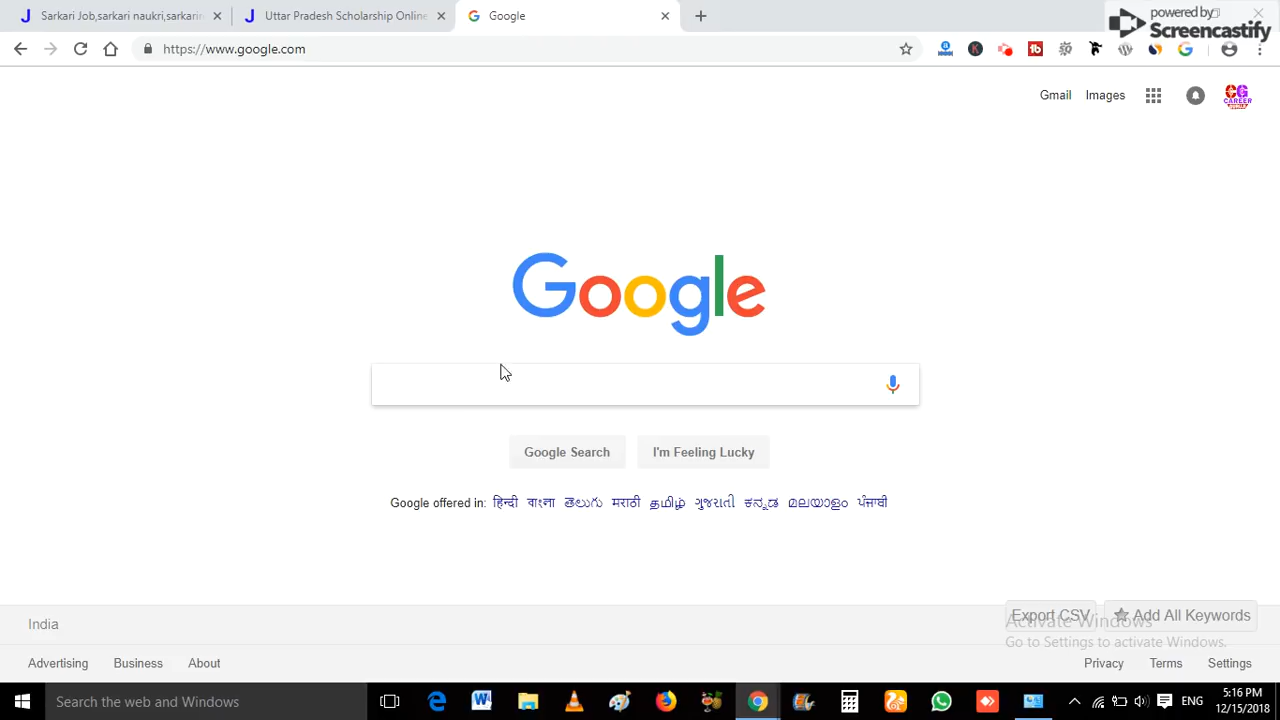 Sarkari Job,sarkari naukri,sarkari
Uttar Pradesh Scholarship Online
Google
powered by
Screencastify
https://www.google.com
Gmail
Images
CG
CAREER
Google
Google Search
I'm Feeling Lucky
Google offered in: हिन्दी বাংলা తెలుగు मराठी தமிழ் ગુજરાતી ಕನ್ನಡ മലയാളം ਪੰਜਾਬੀ
Export CSV
Add All Keywords
Activate Windows
Go to Settings to activate Windows.
India
Advertising
Business
About
Privacy
Terms
Settings
Search the web and Windows
ENG
5:16 PM
12/15/2018